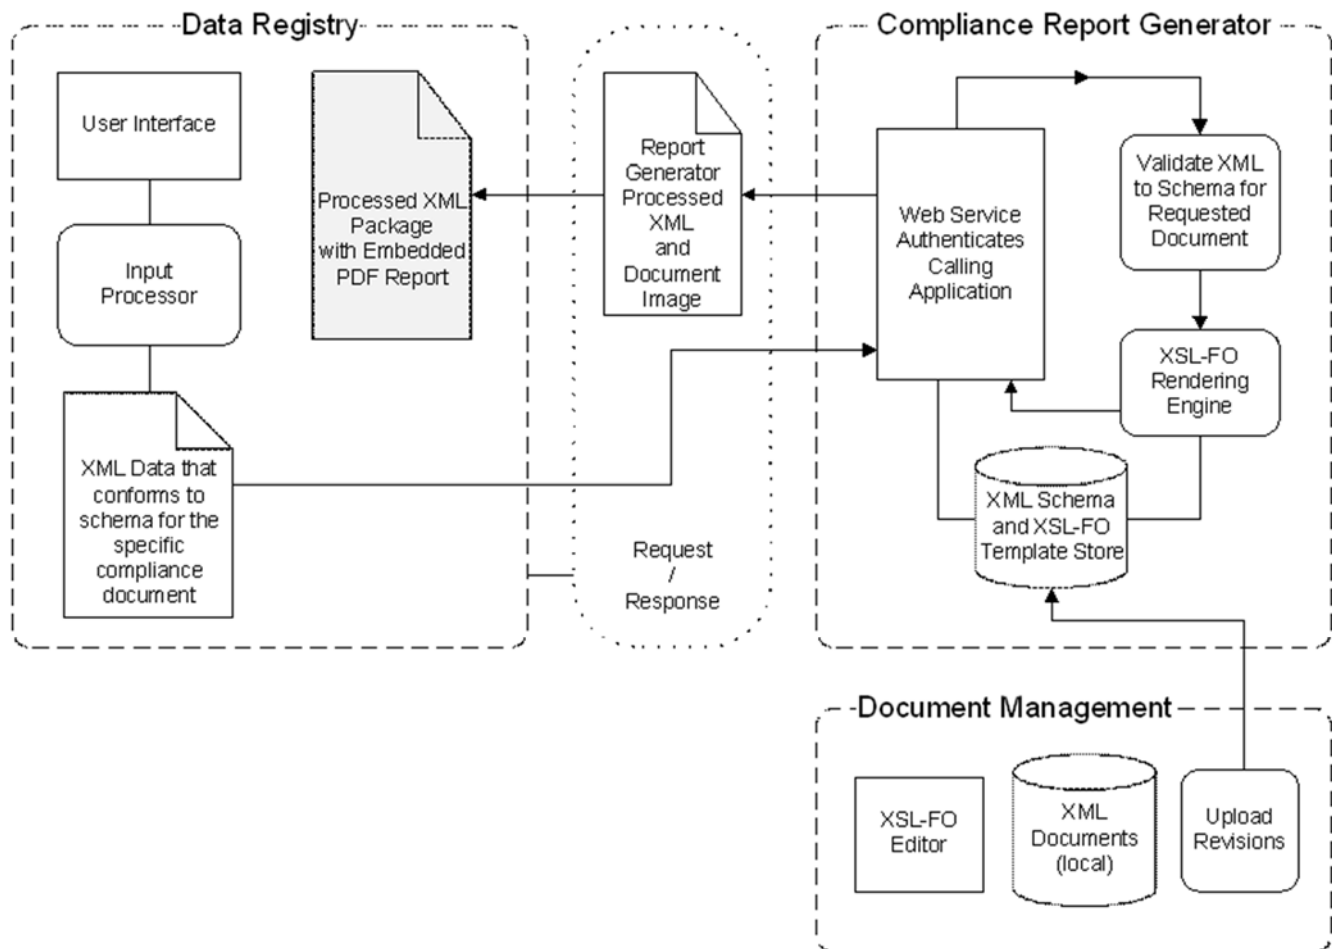 Data Registry
User Interface
Input
Processor
XML Data that
conforms to
schema for the
specific
compliance
document
Processed XML
Package
with Embedded
PDF Report
Report
Generator
Processed
XML
and
Document
Image
Request
/
Response
Compliance Report Generator
Web Service
Authenticates
Calling
Application
Validate XML
to Schema for
Requested
Document
XSL-FO
Rendering
Engine
XML Schema
and XSL-FO
Template Store
Document Management
XSL-FO
Editor
XML
Documents
(local)
Upload
Revisions